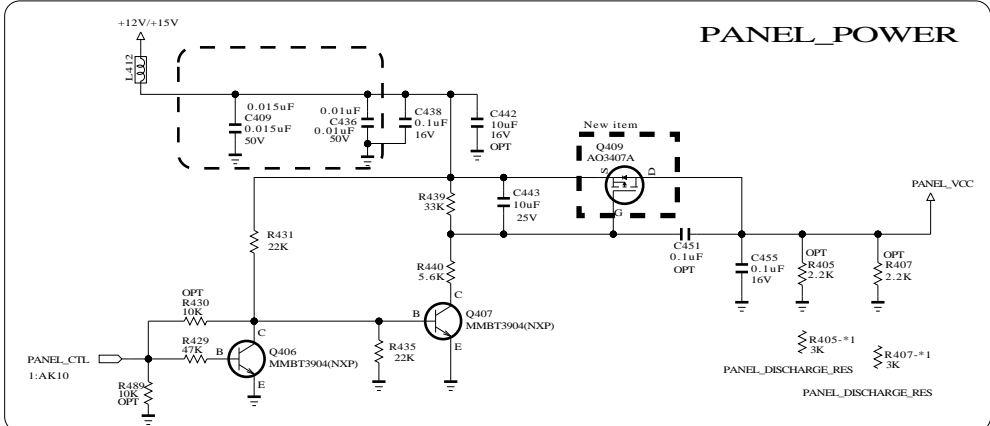 PANEL_POWER
+12V/+15V
L412
0.015uF
C409
0.015uF
50V
0.01uF
C436
0.01uF
50V
C438
0.1uF
16V
C442
10uF
16V
OPT
New item
Q409
AO3407A
S
D
G
R439
33K
C443
10uF
25V
PANEL_VCC
R431
22K
C451
0.1uF
OPT
C455
0.1uF
16V
OPT
R405
2.2K
OPT
R407
2.2K
R440
5.6K
OPT
R430
10K
C
B
Q407
MMBT3904(NXP)
E
R429
47K
PANEL_CTL
1:AK10
B
C
Q406
MMBT3904(NXP)
E
R435
22K
R489
10K
OPT
R405-*1
3K
PANEL_DISCHARGE_RES
R407-*1
3K
PANEL_DISCHARGE_RES